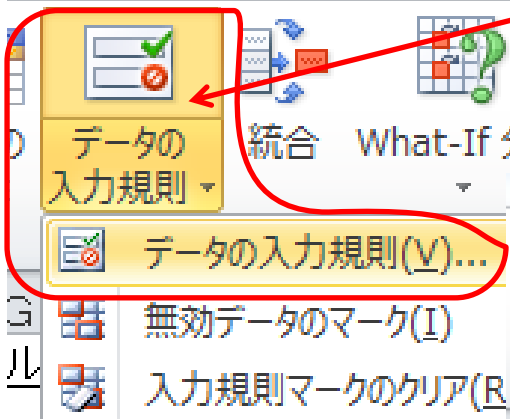 データの
入力規則
統合
What-If
データの入力規則(V)...
G
無効データのマーク(I)
ル
入力規則マークのクリア(R